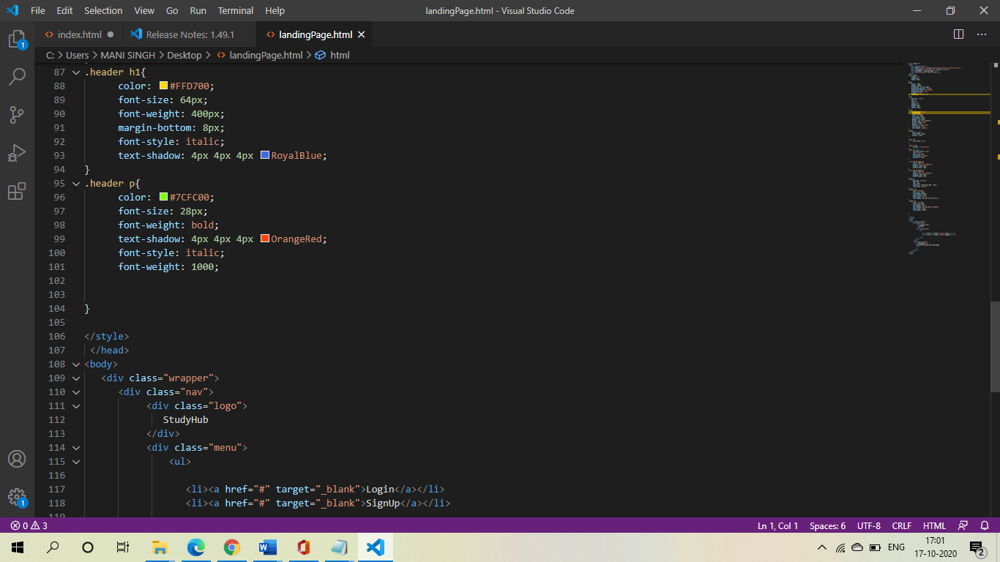 File Edit Selection View Go Run Terminal Help landingPage.html - Visual Studio Code
index.html Release Notes: 1.49.1 landingPage.html
C: > Users > MANI SINGH > Desktop > landingPage.html > html
87 .header h1{
88 color: #FFD700;
89 font-size: 64px;
90 font-weight: 400px;
91 margin-bottom: 8px;
92 font-style: italic;
93 text-shadow: 4px 4px 4px RoyalBlue;
94 }
95 .header p{
96 color: #7CFC00;
97 font-size: 28px;
98 font-weight: bold;
99 text-shadow: 4px 4px 4px OrangeRed;
100 font-style: italic;
101 font-weight: 1000;
102
103
104 }
105
106 </style>
107 </head>
108 <body>
109 <div class="wrapper">
110 <div class="nav">
111 <div class="logo">
112 StudyHub
113 </div>
114 <div class="menu">
115 <ul>
116
117 <li><a href="#" target="_blank">Login</a></li>
118 <li><a href="#" target="_blank">SignUp</a></li>
119
1
1
0 3 Ln 1, Col 1 Spaces: 6 UTF-8 CRLF HTML
ENG 17:01
17-10-2020
2